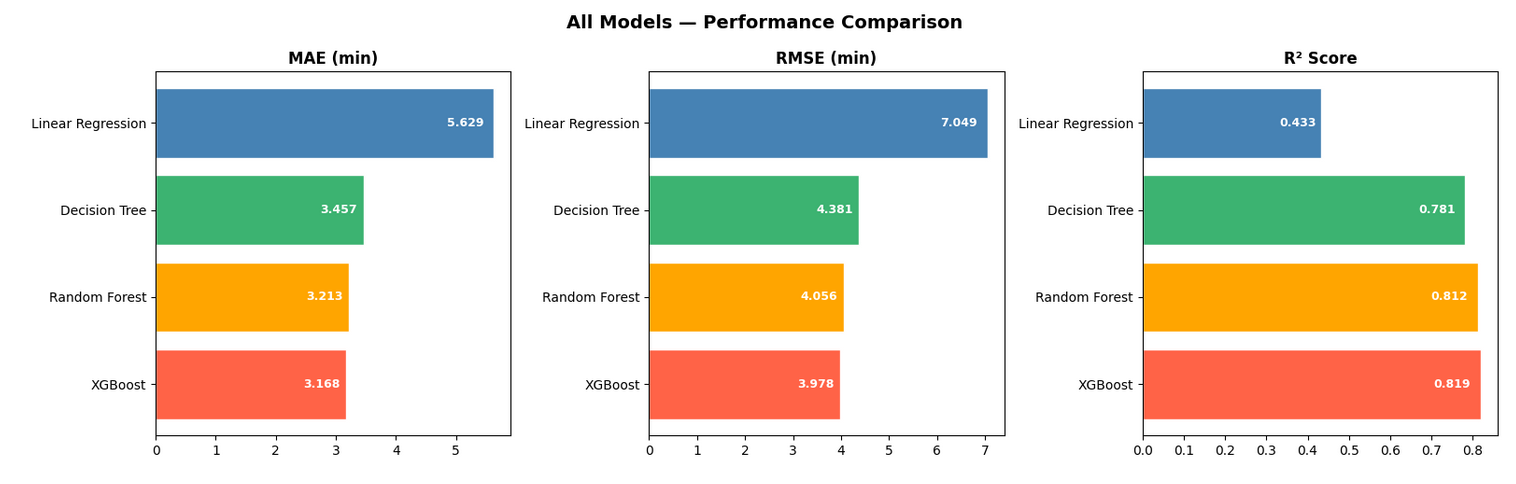 All Models — Performance Comparison
MAE (min)
Linear Regression
5.629
Decision Tree
3.457
Random Forest
3.213
XGBoost
3.168
0 1 2 3 4 5
RMSE (min)
Linear Regression
7.049
Decision Tree
4.381
Random Forest
4.056
XGBoost
3.978
0 1 2 3 4 5 6 7
R² Score
Linear Regression
0.433
Decision Tree
0.781
Random Forest
0.812
XGBoost
0.819
0.0 0.1 0.2 0.3 0.4 0.5 0.6 0.7 0.8